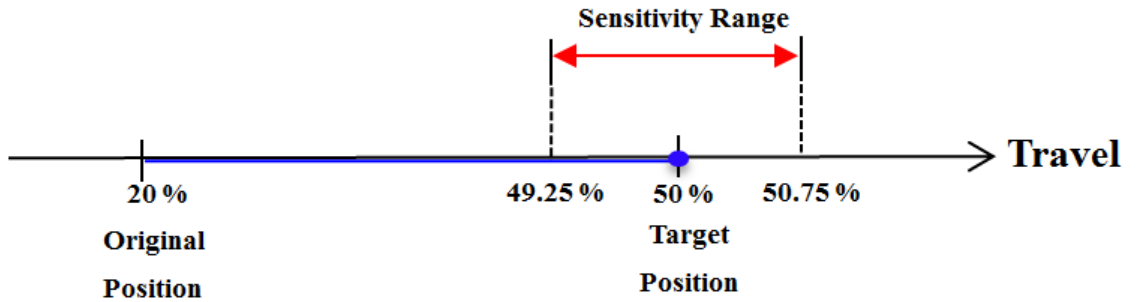 Sensitivity Range
Travel
20 %
49.25 %
50 %
50.75 %
Original
Position
Target
Position